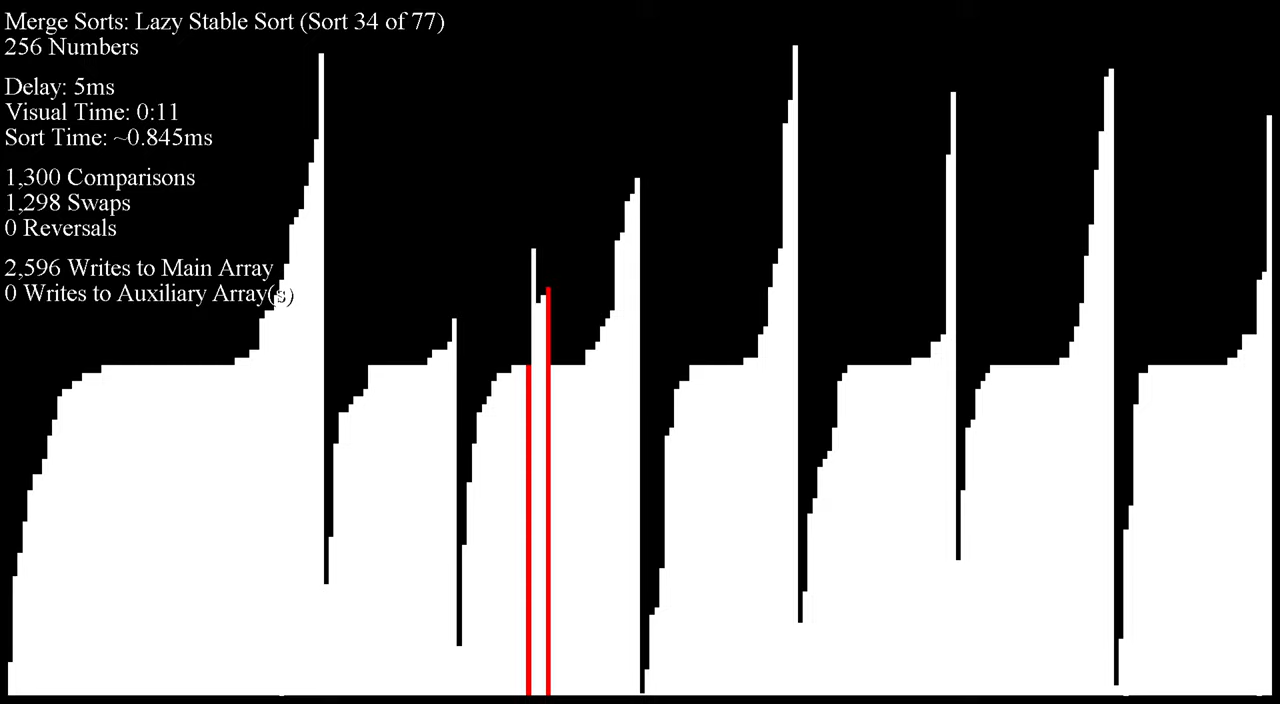 Merge Sorts: Lazy Stable Sort (Sort 34 of 77)
256 Numbers
Delay: 5ms
Visual Time: 0:11
Sort Time: ~0.845ms
1,300 Comparisons
1,298 Swaps
0 Reversals
2,596 Writes to Main Array
0 Writes to Auxiliary Array(s)